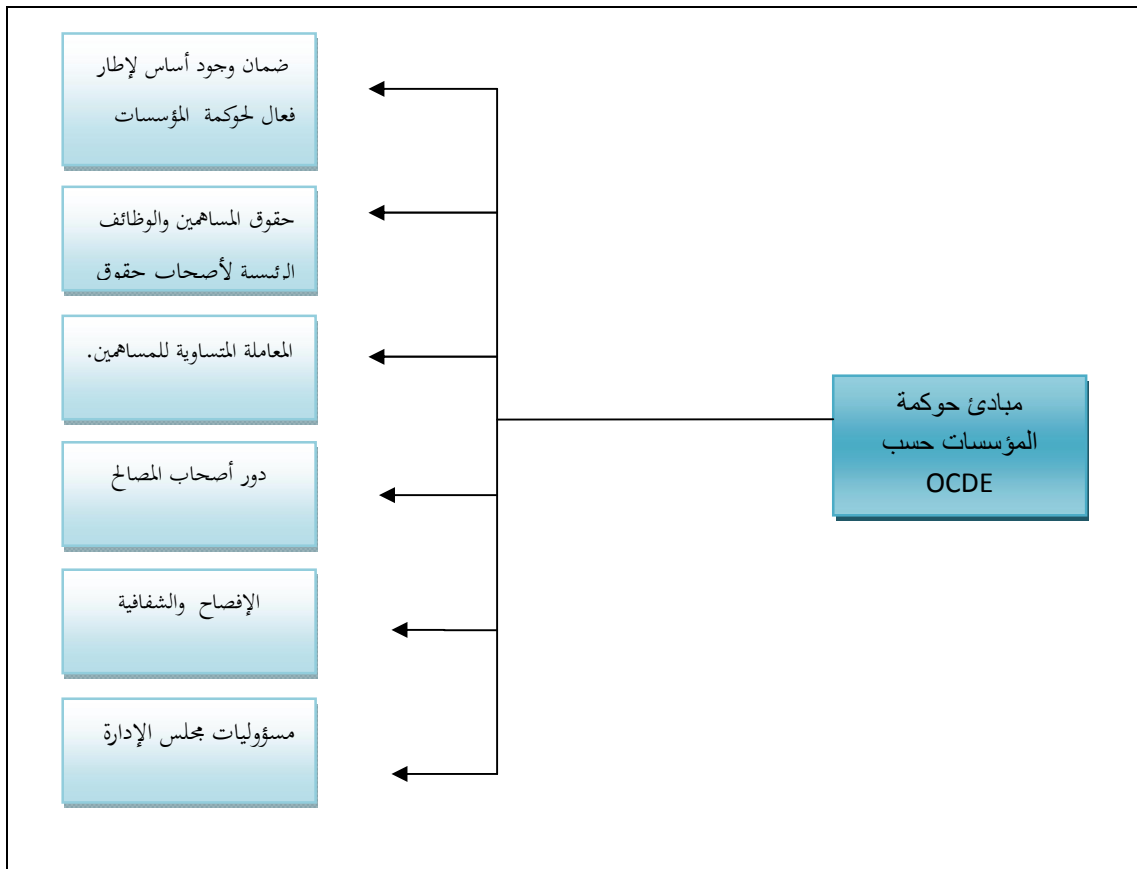 ضمان وجود أساس لإطار
فعال لحوكمة المؤسسات
حقوق المساهمين والوظائف
الرئيسية لأصحاب حقوق
المعاملة المتساوية للمساهمين.
مبادئ حوكمة
المؤسسات حسب
OCDE
دور أصحاب المصالح
الإفصاح والشفافية
مسؤوليات مجلس الإدارة